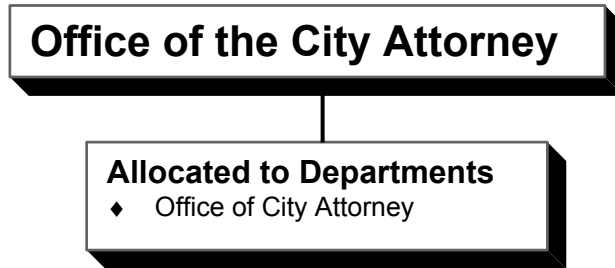 Office of the City Attorney
Allocated to Departments
♦ Office of City Attorney